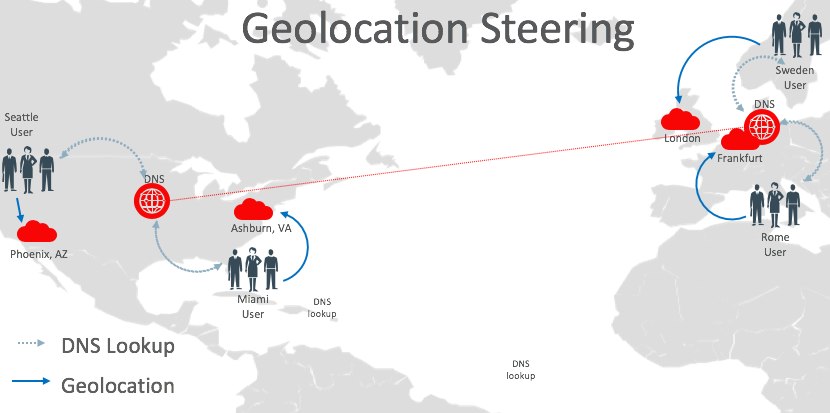 Geolocation Steering
Sweden
User
DNS
London
Frankfurt
Rome
User
Seattle
User
DNS
Phoenix, AZ
Ashburn, VA
Miami
User
DNS
lookup
DNS
lookup
DNS Lookup
Geolocation